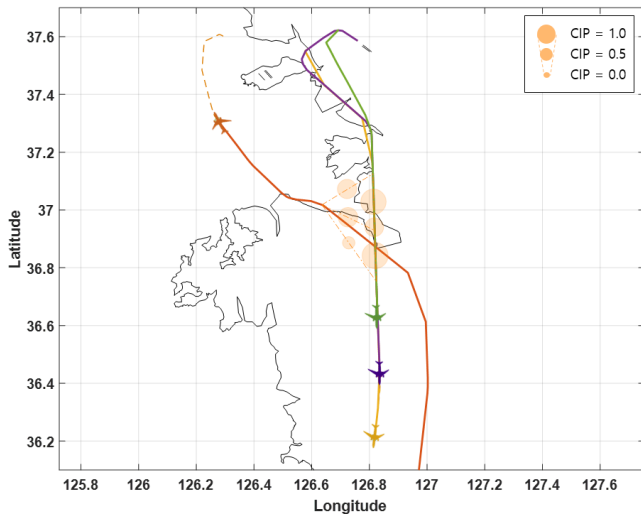 CIP = 1.0
CIP = 0.5
CIP = 0.0
37.6
37.4
37.2
37
36.8
36.6
36.4
36.2
Latitude
125.8 126 126.2 126.4 126.6 126.8 127 127.2 127.4 127.6
Longitude